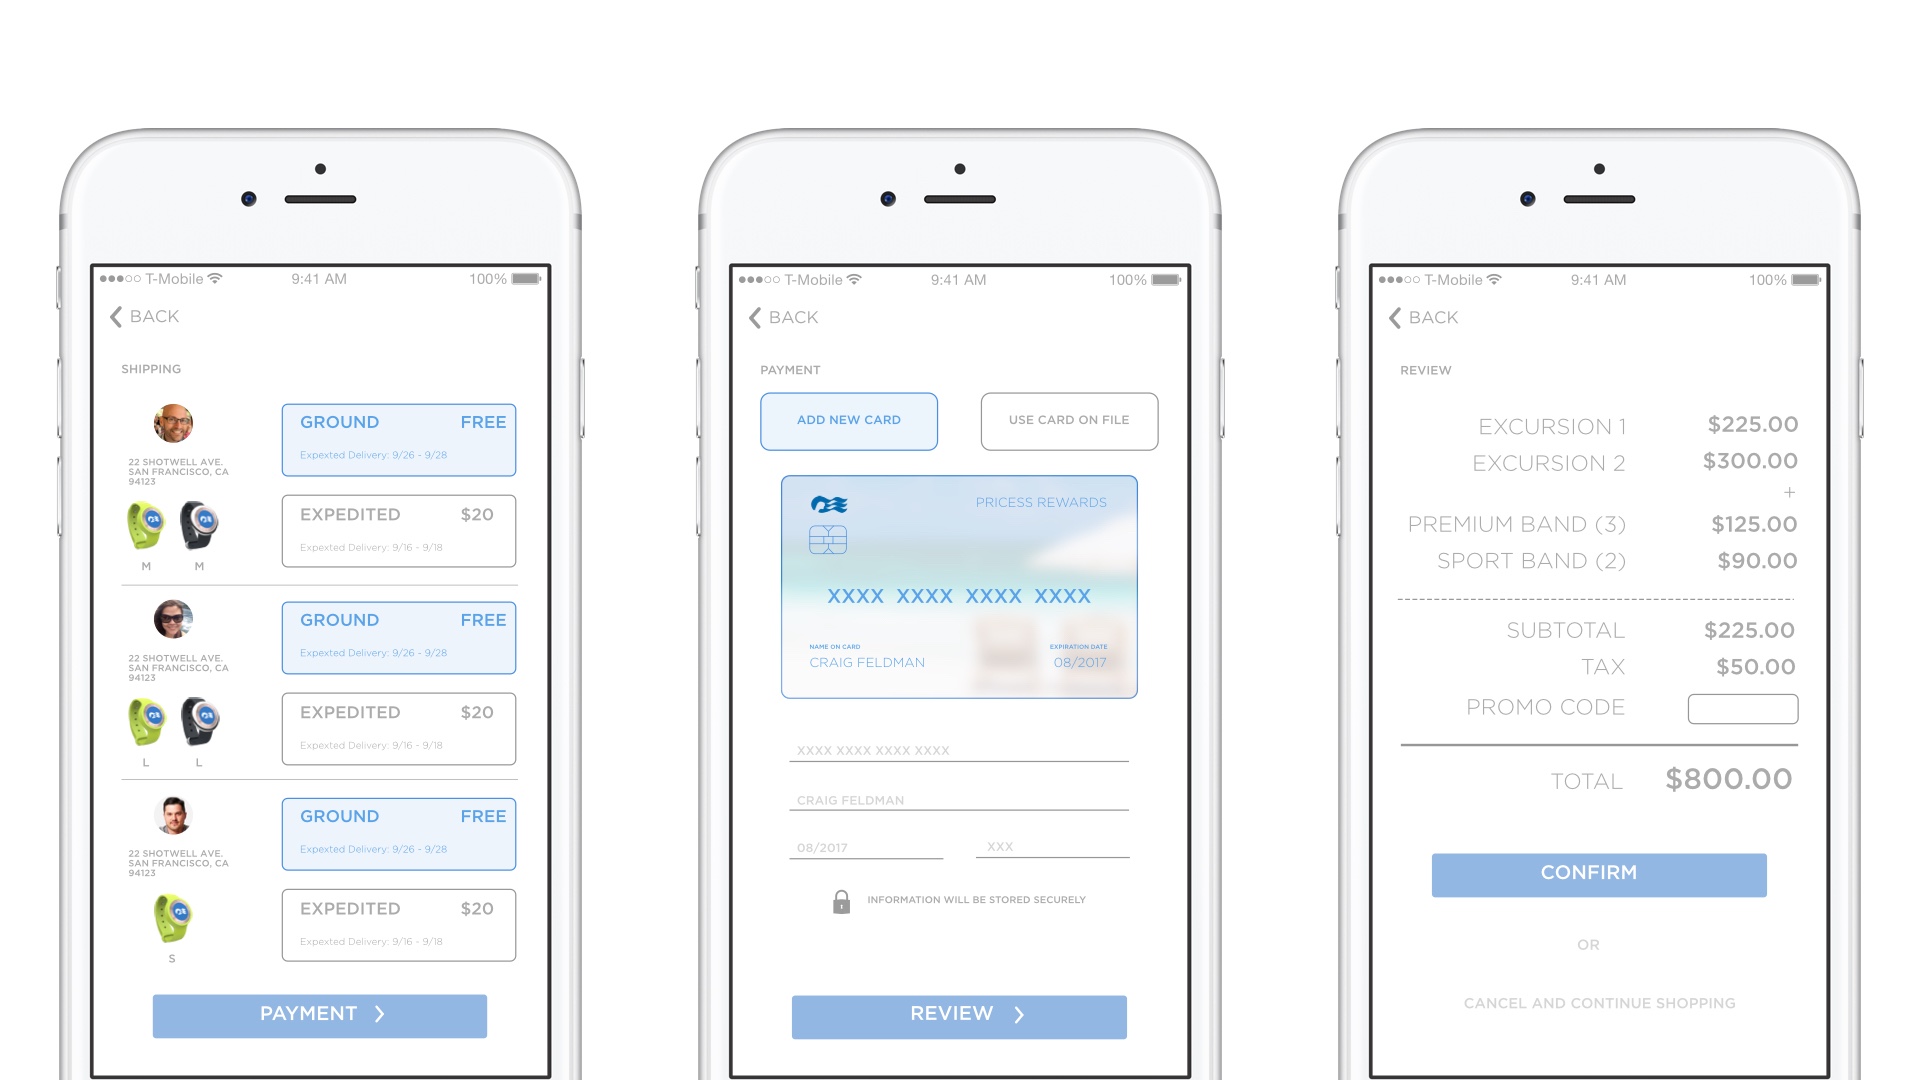 T-Mobile 9:41 AM 100%
BACK
SHIPPING
22 SHOTWELL AVE.
SAN FRANCISCO, CA
94123
GROUND FREE
Expexted Delivery: 9/26 - 9/28
EXPEDITED $20
Expexted Delivery: 9/16 - 9/18
M M
22 SHOTWELL AVE.
SAN FRANCISCO, CA
94123
GROUND FREE
Expexted Delivery: 9/26 - 9/28
EXPEDITED $20
Expexted Delivery: 9/16 - 9/18
L L
22 SHOTWELL AVE.
SAN FRANCISCO, CA
94123
GROUND FREE
Expexted Delivery: 9/26 - 9/28
EXPEDITED $20
Expexted Delivery: 9/16 - 9/18
S
PAYMENT
T-Mobile 9:41 AM 100%
BACK
PAYMENT
ADD NEW CARD USE CARD ON FILE
PRICESS REWARDS
XXXX XXXX XXXX XXXX
NAME ON CARD EXPIRATION DATE
CRAIG FELDMAN 08/2017
XXXX XXXX XXXX XXXX
CRAIG FELDMAN
08/2017 XXX
INFORMATION WILL BE STORED SECURELY
REVIEW
T-Mobile 9:41 AM 100%
BACK
REVIEW
EXCURSION 1 $225.00
EXCURSION 2 $300.00
+
PREMIUM BAND (3) $125.00
SPORT BAND (2) $90.00
SUBTOTAL $225.00
TAX $50.00
PROMO CODE
TOTAL $800.00
CONFIRM
OR
CANCEL AND CONTINUE SHOPPING